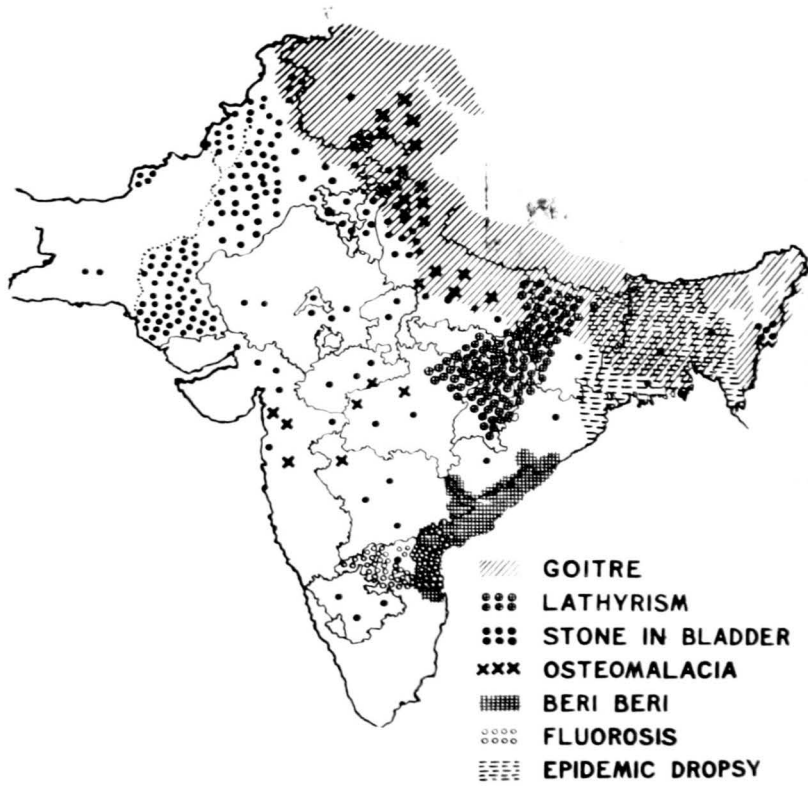 GOITRE
LATHYRISM
STONE IN BLADDER
OSTEOMALACIA
BERI BERI
FLUOROSIS
EPIDEMIC DROPSY